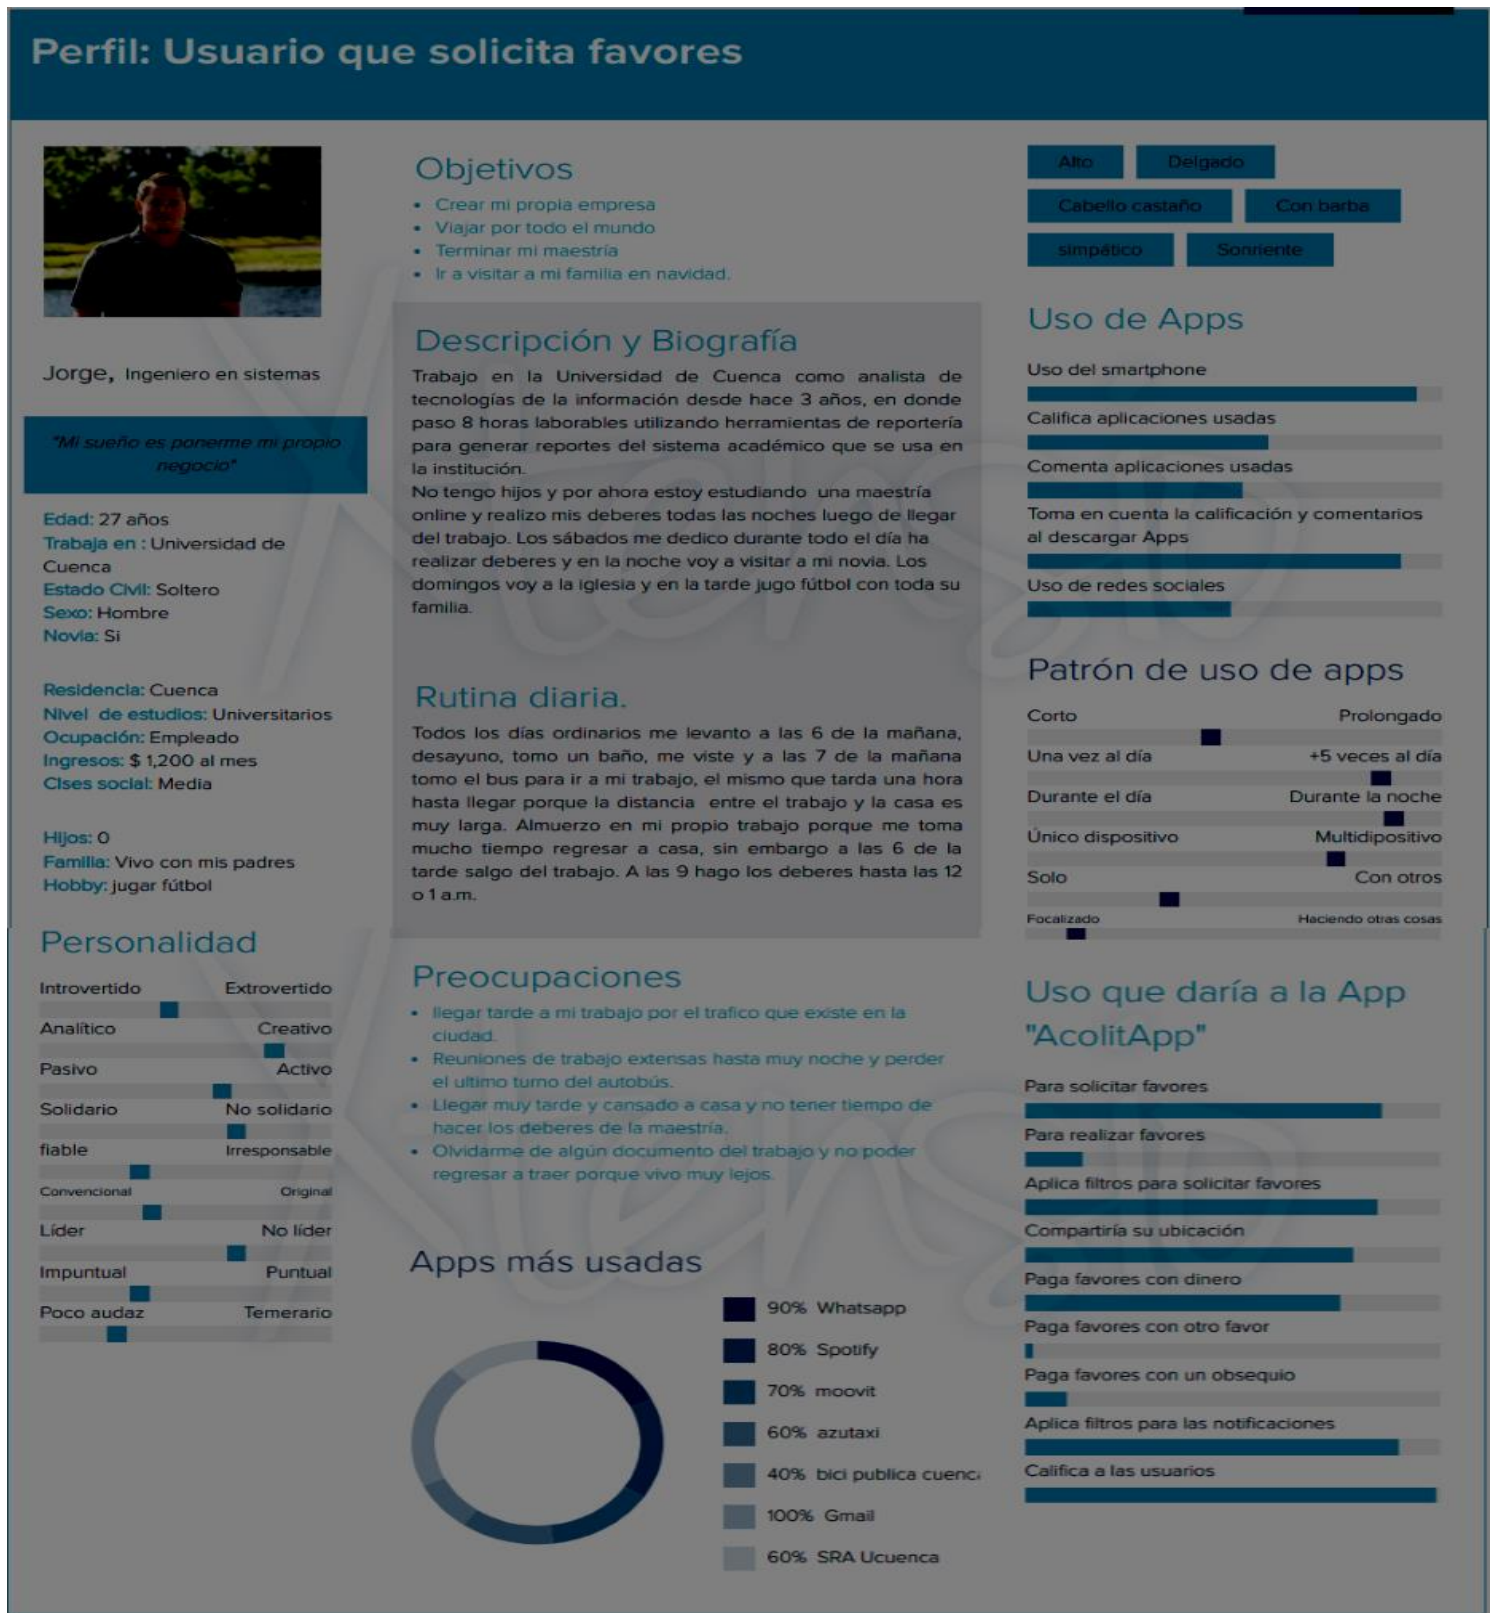 Perfil: Usuario que solicita favores
Jorge, Ingeniero en sistemas
"Mi sueño es ponerme mi propio
negocio"
Edad: 27 años
Trabaja en : Universidad de
Cuenca
Estado Civil: Soltero
Sexo: Hombre
Novia: Si
Residencia: Cuenca
Nivel de estudios: Universitarios
Ocupación: Empleado
Ingresos: $ 1,200 al mes
Clses social: Media
Hijos: 0
Familia: Vivo con mis padres
Hobby: jugar fútbol
Personalidad
Introvertido Extrovertido
Analítico Creativo
Pasivo Activo
Solidario No solidario
fiable Irresponsable
Convencional Original
Líder No líder
Impuntual Puntual
Poco audaz Temerario
Objetivos
• Crear mi propia empresa
• Viajar por todo el mundo
• Terminar mi maestría
• Ir a visitar a mi familia en navidad.
Descripción y Biografía
Trabajo en la Universidad de Cuenca como analista de
tecnologías de la información desde hace 3 años, en donde
paso 8 horas laborables utilizando herramientas de reportería
para generar reportes del sistema académico que se usa en
la institución.
No tengo hijos y por ahora estoy estudiando una maestría
online y realizo mis deberes todas las noches luego de llegar
del trabajo. Los sábados me dedico durante todo el día ha
realizar deberes y en la noche voy a visitar a mi novia. Los
domingos voy a la iglesia y en la tarde jugo fútbol con toda su
familia.
Rutina diaria.
Todos los días ordinarios me levanto a las 6 de la mañana,
desayuno, tomo un baño, me viste y a las 7 de la mañana
tomo el bus para ir a mi trabajo, el mismo que tarda una hora
hasta llegar porque la distancia entre el trabajo y la casa es
muy larga. Almuerzo en mi propio trabajo porque me toma
mucho tiempo regresar a casa, sin embargo a las 6 de la
tarde salgo del trabajo. A las 9 hago los deberes hasta las 12
o 1 a.m.
Preocupaciones
• llegar tarde a mi trabajo por el trafico que existe en la
ciudad.
• Reuniones de trabajo extensas hasta muy noche y perder
el ultimo turno del autobús.
• Llegar muy tarde y cansado a casa y no tener tiempo de
hacer los deberes de la maestría.
• Olvidarme de algún documento del trabajo y no poder
regresar a traer porque vivo muy lejos.
Apps más usadas
90% Whatsapp
80% Spotify
70% moovit
60% azutaxi
40% bici publica cuenca
100% Gmail
60% SRA Ucuenca
Alto Delgado
Cabello castaño Con barba
simpático Sonriente
Uso de Apps
Uso del smartphone
Califica aplicaciones usadas
Comenta aplicaciones usadas
Toma en cuenta la calificación y comentarios
al descargar Apps
Uso de redes sociales
Patrón de uso de apps
Corto Prolongado
Una vez al día +5 veces al día
Durante el día Durante la noche
Único dispositivo Multidipositivo
Solo Con otros
Focalizado Haciendo otras cosas
Uso que daría a la App
"AcolitApp"
Para solicitar favores
Para realizar favores
Aplica filtros para solicitar favores
Compartiría su ubicación
Paga favores con dinero
Paga favores con otro favor
Paga favores con un obsequio
Aplica filtros para las notificaciones
Califica a las usuarios
Xtensio
Xtensio